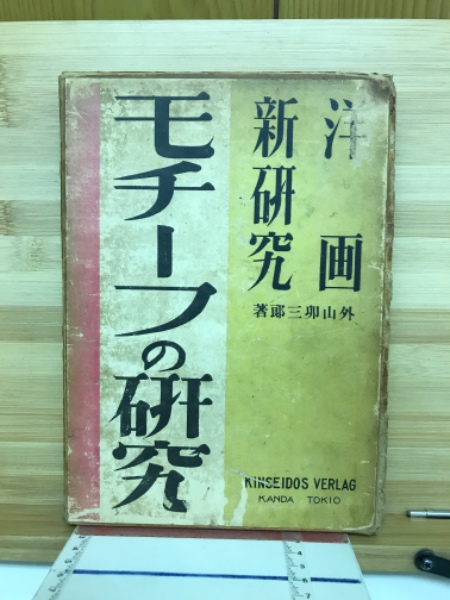 洋画
新研究
外山卯三郎著
モチーフの研究
KINSEIDOS VERLAG
KANDA TOKIO